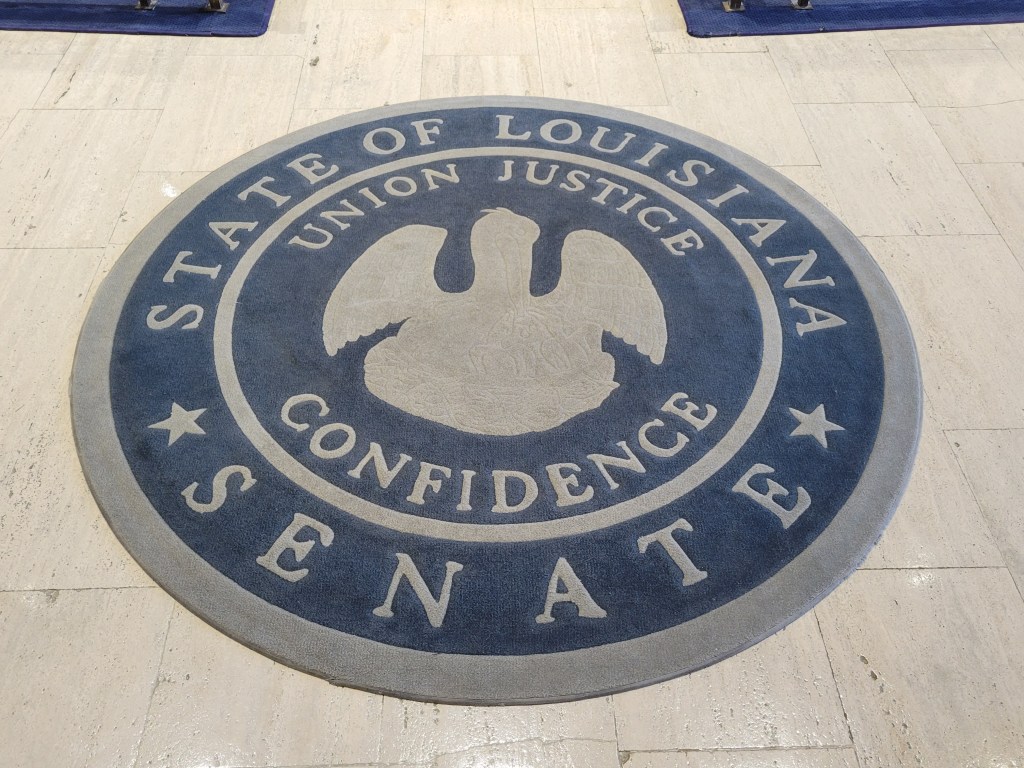 STATE OF LOUISIANA
UNION JUSTICE
CONFIDENCE
SENATE